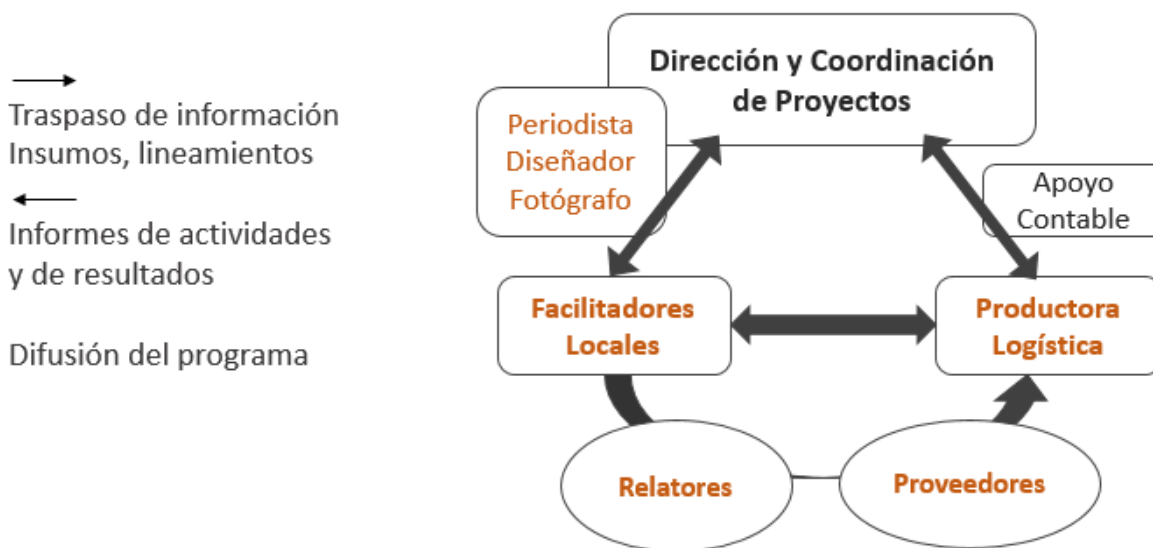 Traspaso de información
Insumos, lineamientos
Informes de actividades
y de resultados
Difusión del programa
Dirección y Coordinación
de Proyectos
Periodista
Diseñador
Fotógrafo
Apoyo
Contable
Facilitadores
Locales
Productora
Logística
Relatores
Proveedores